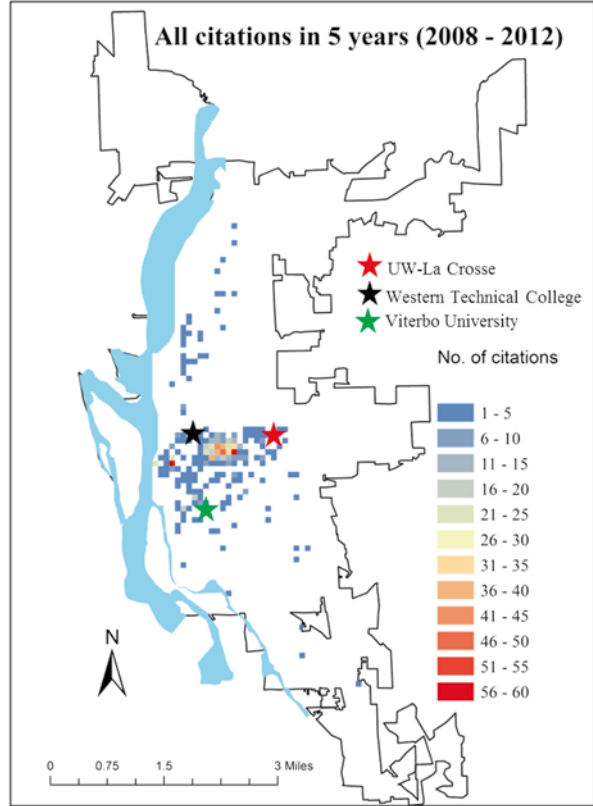 All citations in 5 years (2008 - 2012)
UW-La Crosse
Western Technical College
Viterbo University
No. of citations
1 - 5
6 - 10
11 - 15
16 - 20
21 - 25
26 - 30
31 - 35
36 - 40
41 - 45
46 - 50
51 - 55
56 - 60
N
0 0.75 1.5 3 Miles